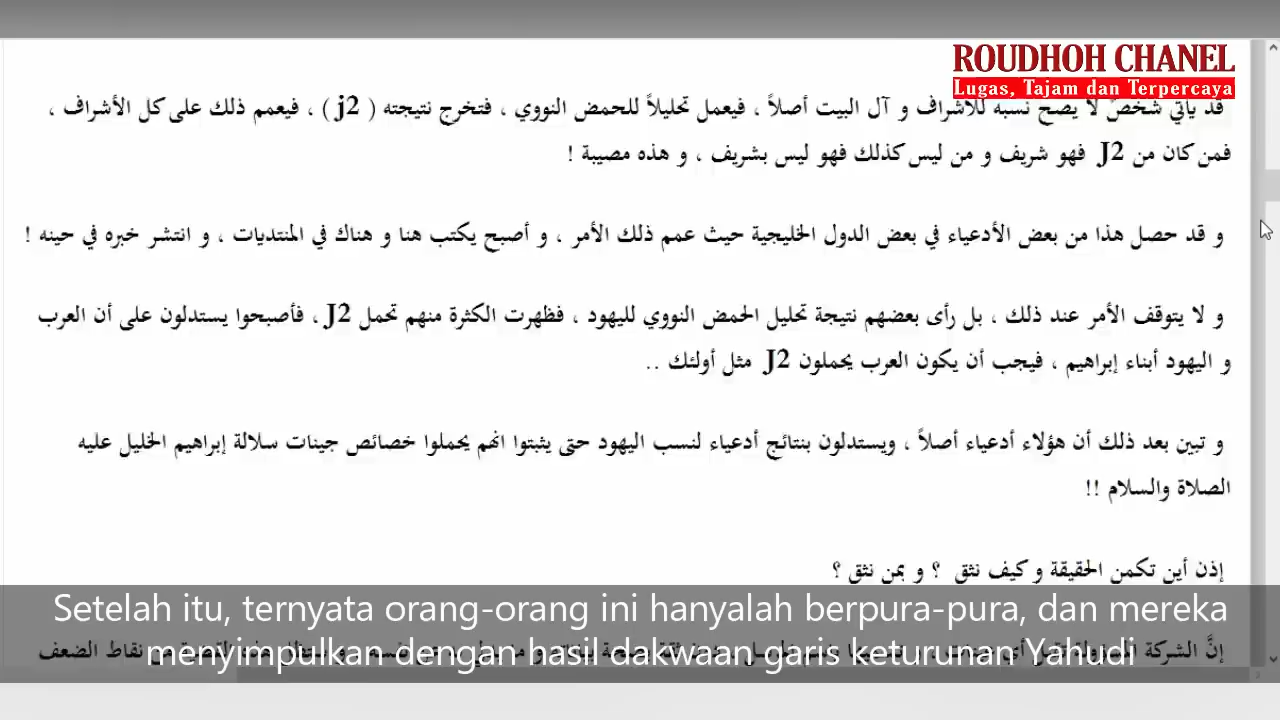 ROUDHOH CHANEL
Lugas, Tajam dan Terpercaya
قد يأتي شخصٌ لا يصح نسبه للأشراف و آل البيت أصلاً ، فيعمل تحليلاً للحمض النووي ، فتخرج نتيجته ( j2 ) ، فيعمم ذلك على كل الأشراف ،
فمن كان من J2 فهو شريف و من ليس كذلك فهو ليس بشريف ، و هذه مصيبة !
و قد حصل هذا من بعض الأدعياء في بعض الدول الخليجية حيث عمم ذلك الأمر ، و أصبح يكتب هنا و هناك في المنتديات ، و انتشر خبره في حينه !
و لا يتوقف الأمر عند ذلك ، بل رأى بعضهم نتيجة تحليل الحمض النووي لليهود ، فظهرت الكثرة منهم تحمل J2 ، فأصبحوا يستدلون على أن العرب
و اليهود أبناء إبراهيم ، فيجب أن يكون العرب يحملون J2 مثل أولئك ..
و تبين بعد ذلك أن هؤلاء أدعياء أصلاً ، ويستدلون بنتائج أدعياء لنسب اليهود حتى يثبتوا انهم يحملوا خصائص جينات سلالة إبراهيم الخليل عليه
الصلاة والسلام !!
إذن أين تكمن الحقيقة و كيف نثق ؟ و بمن نثق ؟
إنَّ الشركة
نقاط الضعف
Setelah itu, ternyata orang-orang ini hanyalah berpura-pura, dan mereka
menyimpulkan dengan hasil dakwaan garis keturunan Yahudi